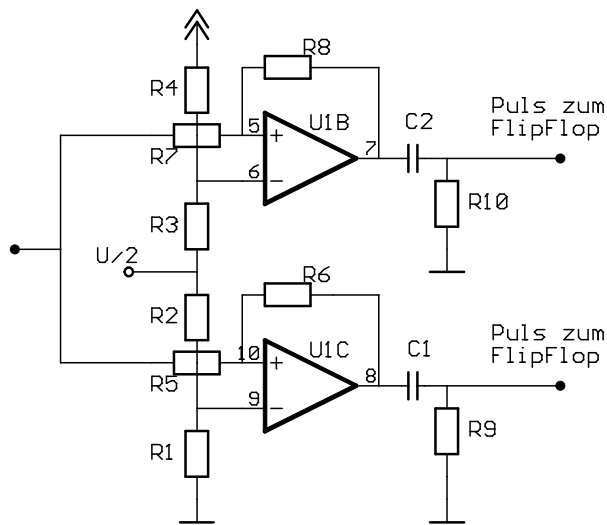 R8
R4
5
U1B
7
C2
Puls zum
FlipFlop
R7
+
6
−
R10
R3
U/2
R6
R2
10
U1C
8
C1
Puls zum
FlipFlop
R5
+
9
−
R9
R1